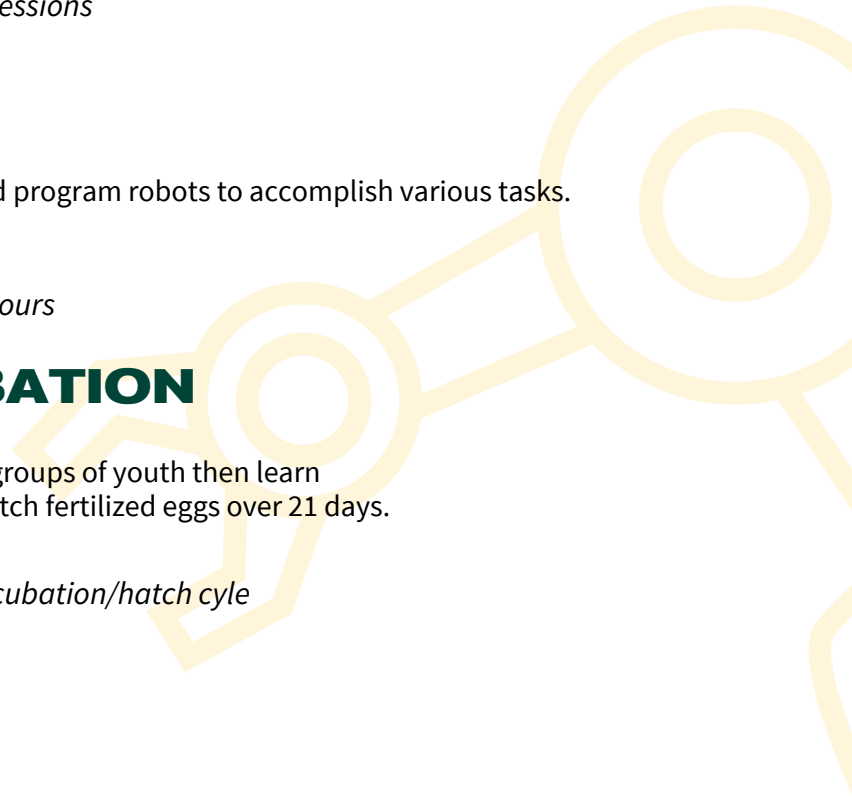 essions
d program robots to accomplish various tasks.
ours
BATION
groups of youth then learn
tch fertilized eggs over 21 days.
cubation/hatch cyle